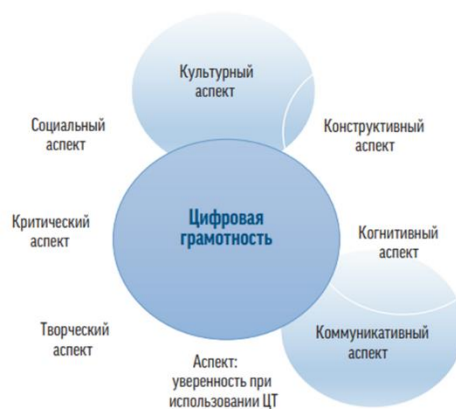 Культурный
аспект
Социальный
аспект
Конструктивный
аспект
Критический
аспект
Цифровая
грамотность
Когнитивный
аспект
Творческий
аспект
Коммуникативный
аспект
Аспект:
уверенность при
использовании ЦТ